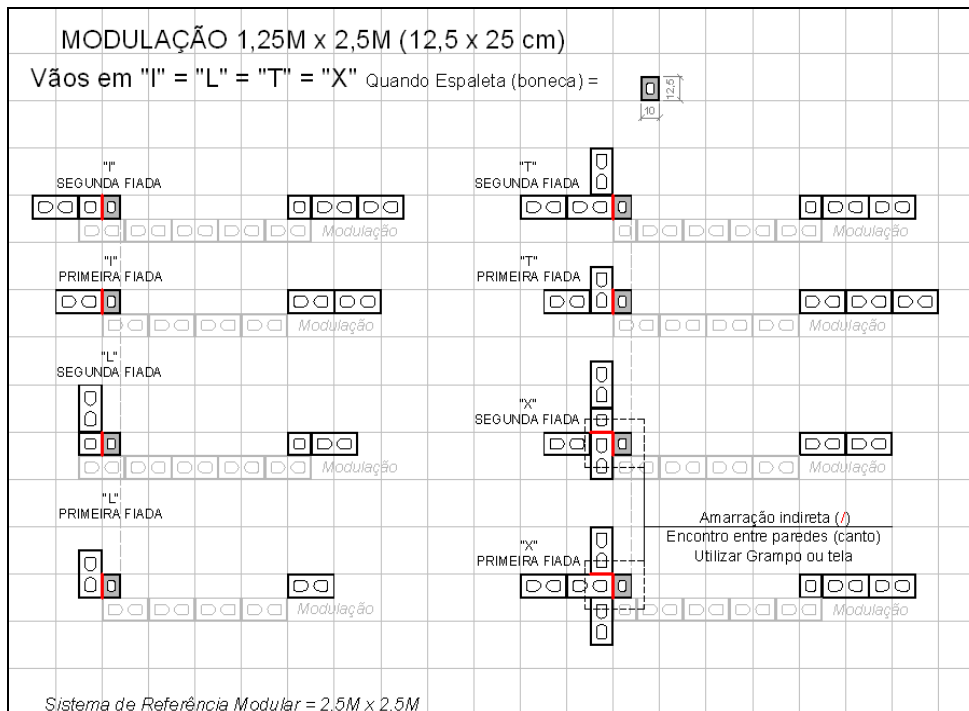 MODULAÇÃO 1,25M x 2,5M (12,5 x 25 cm)
Vãos em "I" = "L" = "T" = "X" Quando Espaleta (boneca) =
12,5
10
"I"
SEGUNDA FIADA
Modulação
"T"
SEGUNDA FIADA
Modulação
"I"
PRIMEIRA FIADA
Modulação
"T"
PRIMEIRA FIADA
Modulação
"L"
SEGUNDA FIADA
Modulação
"X"
SEGUNDA FIADA
Modulação
"L"
PRIMEIRA FIADA
Modulação
Amarração indireta (/)
Encontro entre paredes (canto)
Utilizar Grampo ou tela
"X"
PRIMEIRA FIADA
Modulação
Sistema de Referência Modular = 2,5M x 2,5M